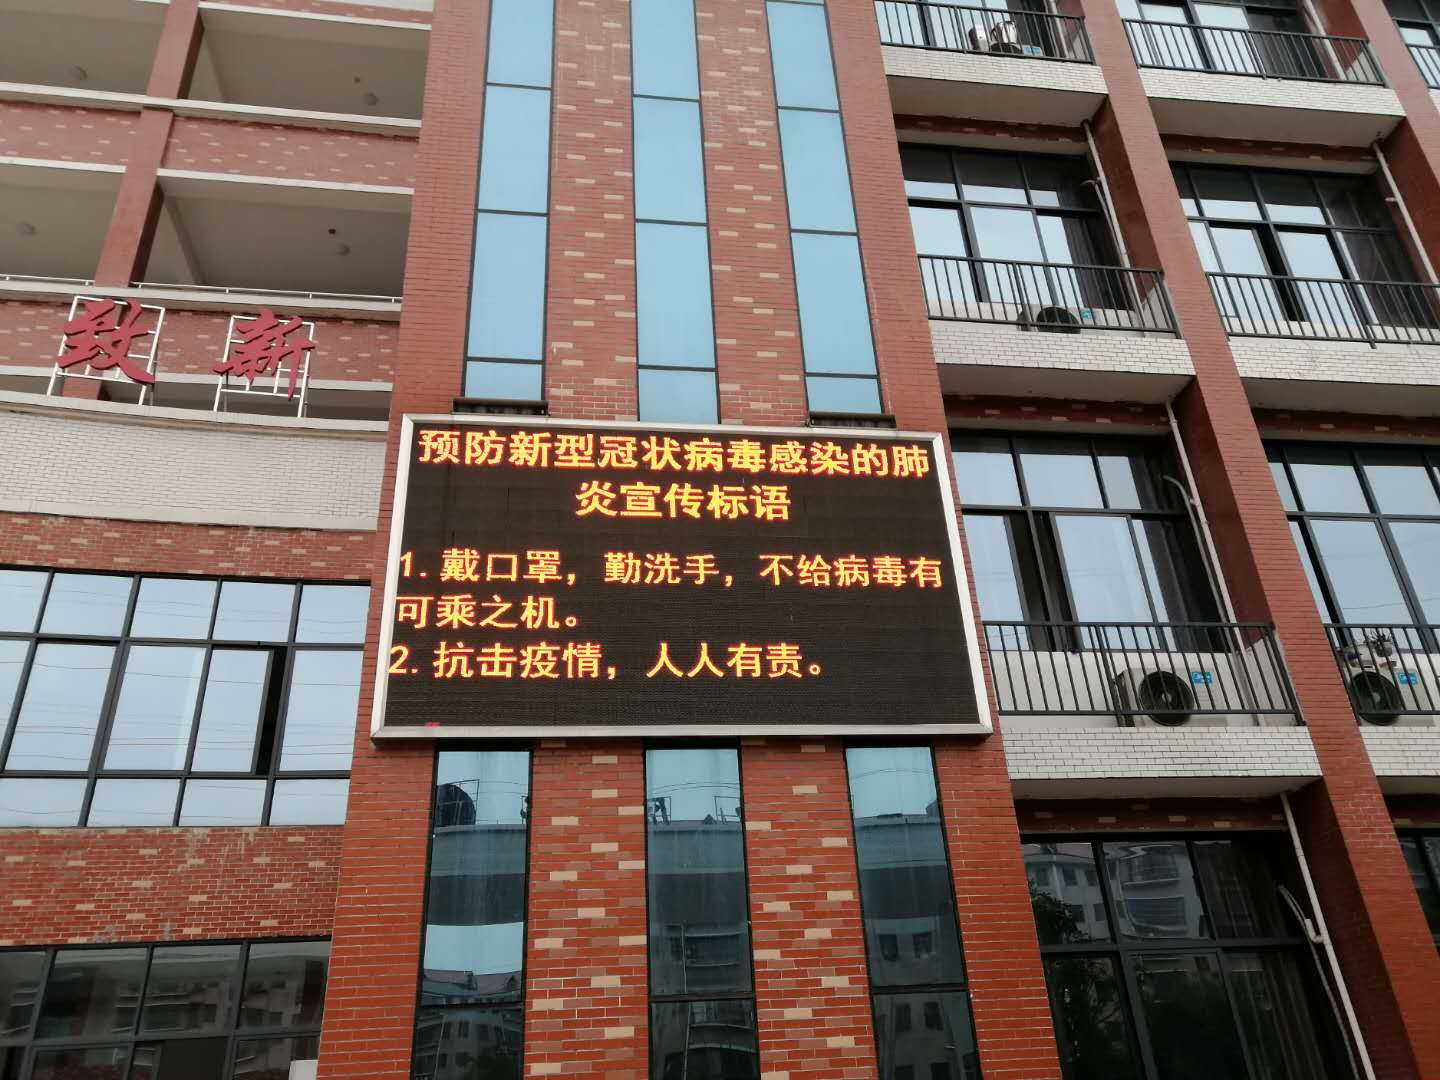 致新
预防新型冠状病毒感染的肺
炎宣传标语
1. 戴口罩，勤洗手，不给病毒有
可乘之机。
2. 抗击疫情，人人有责。